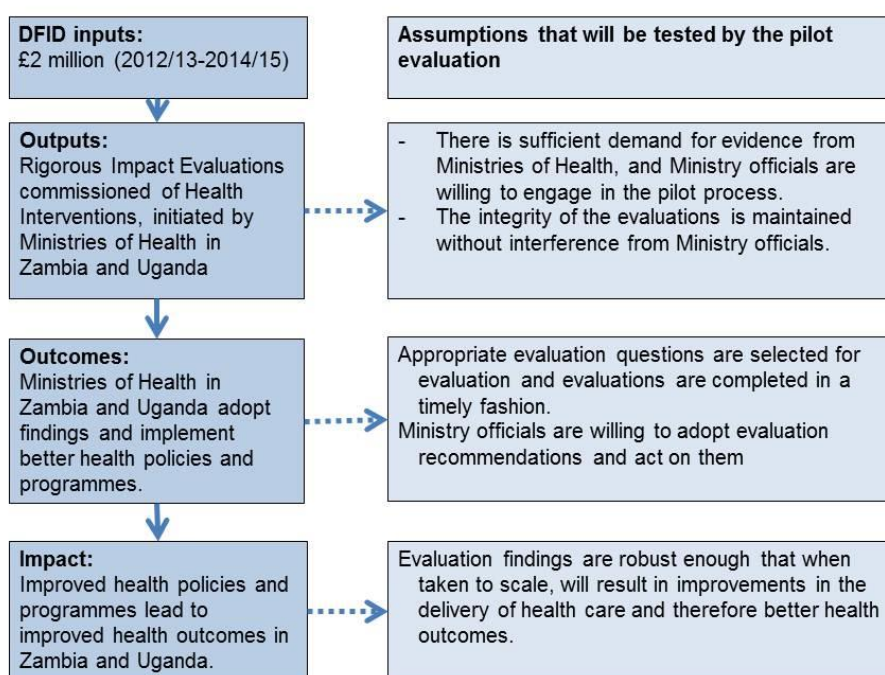 DFID inputs:
£2 million (2012/13-2014/15)
Assumptions that will be tested by the pilot
evaluation
Outputs:
Rigorous Impact Evaluations
commissioned of Health
Interventions, initiated by
Ministries of Health in
Zambia and Uganda
- There is sufficient demand for evidence from
Ministries of Health, and Ministry officials are
willing to engage in the pilot process.
- The integrity of the evaluations is maintained
without interference from Ministry officials.
Outcomes:
Ministries of Health in
Zambia and Uganda adopt
findings and implement
better health policies and
programmes.
Appropriate evaluation questions are selected for
evaluation and evaluations are completed in a
timely fashion.
Ministry officials are willing to adopt evaluation
recommendations and act on them
Impact:
Improved health policies and
programmes lead to
improved health outcomes in
Zambia and Uganda.
Evaluation findings are robust enough that when
taken to scale, will result in improvements in the
delivery of health care and therefore better health
outcomes.